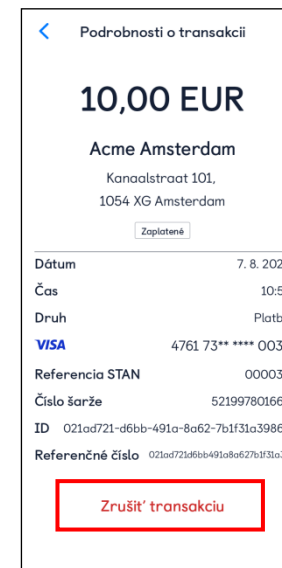 Podrobnosti o transakcii
10,00 EUR
Acme Amsterdam
Kanaalstraat 101,
1054 XG Amsterdam
Zaplatené
Dátum 7. 8. 202
Čas 10:5
Druh Platb
VISA 4761 73** **** 003
Referencia STAN 00003
Číslo šarže 52199780166
ID 021ad721-d6bb-491a-8a62-7b1f31a3986
Referenčné číslo 021ad721d6bb491a8a627b1f31a3
Zrušiť transakciu